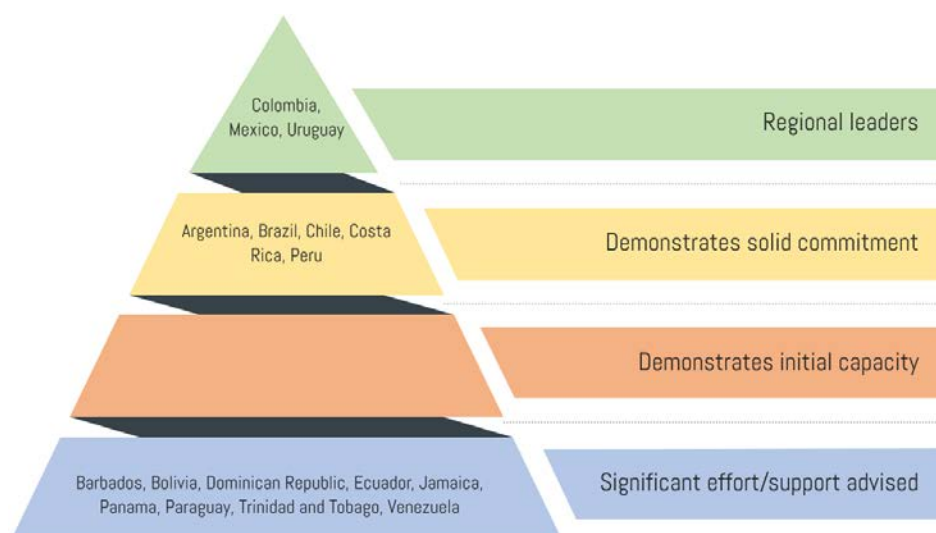 Colombia,
Mexico, Uruguay
Regional leaders
Argentina, Brazil, Chile, Costa
Rica, Peru
Demonstrates solid commitment
Demonstrates initial capacity
Barbados, Bolivia, Dominican Republic, Ecuador, Jamaica,
Panama, Paraguay, Trinidad and Tobago, Venezuela
Significant effort/support advised